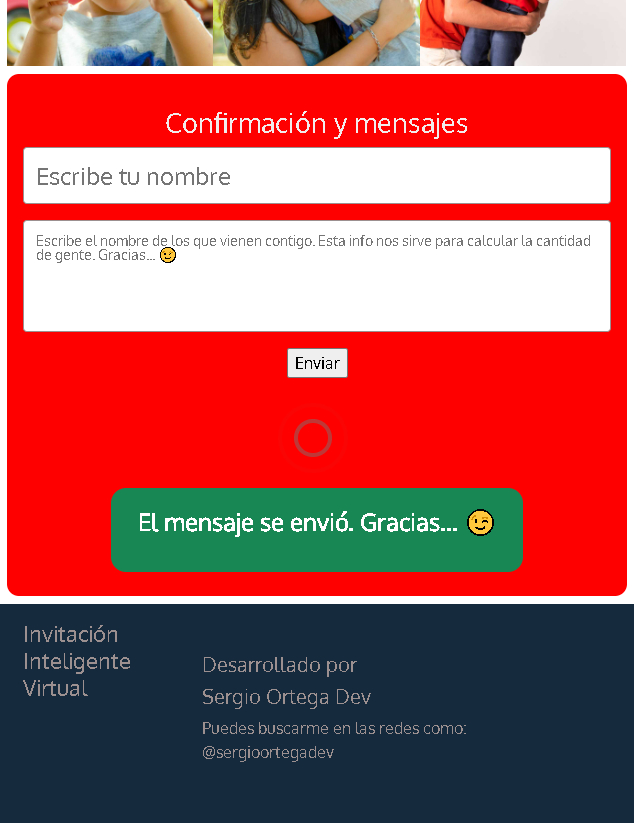 Confirmación y mensajes
Escribe tu nombre
Escribe el nombre de los que vienen contigo. Esta info nos sirve para calcular la cantidad
de gente. Gracias... 😉
Enviar
El mensaje se envió. Gracias... 😉
Invitación
Inteligente
Virtual
Desarrollado por
Sergio Ortega Dev
Puedes buscarme en las redes como:
@sergioortegadev